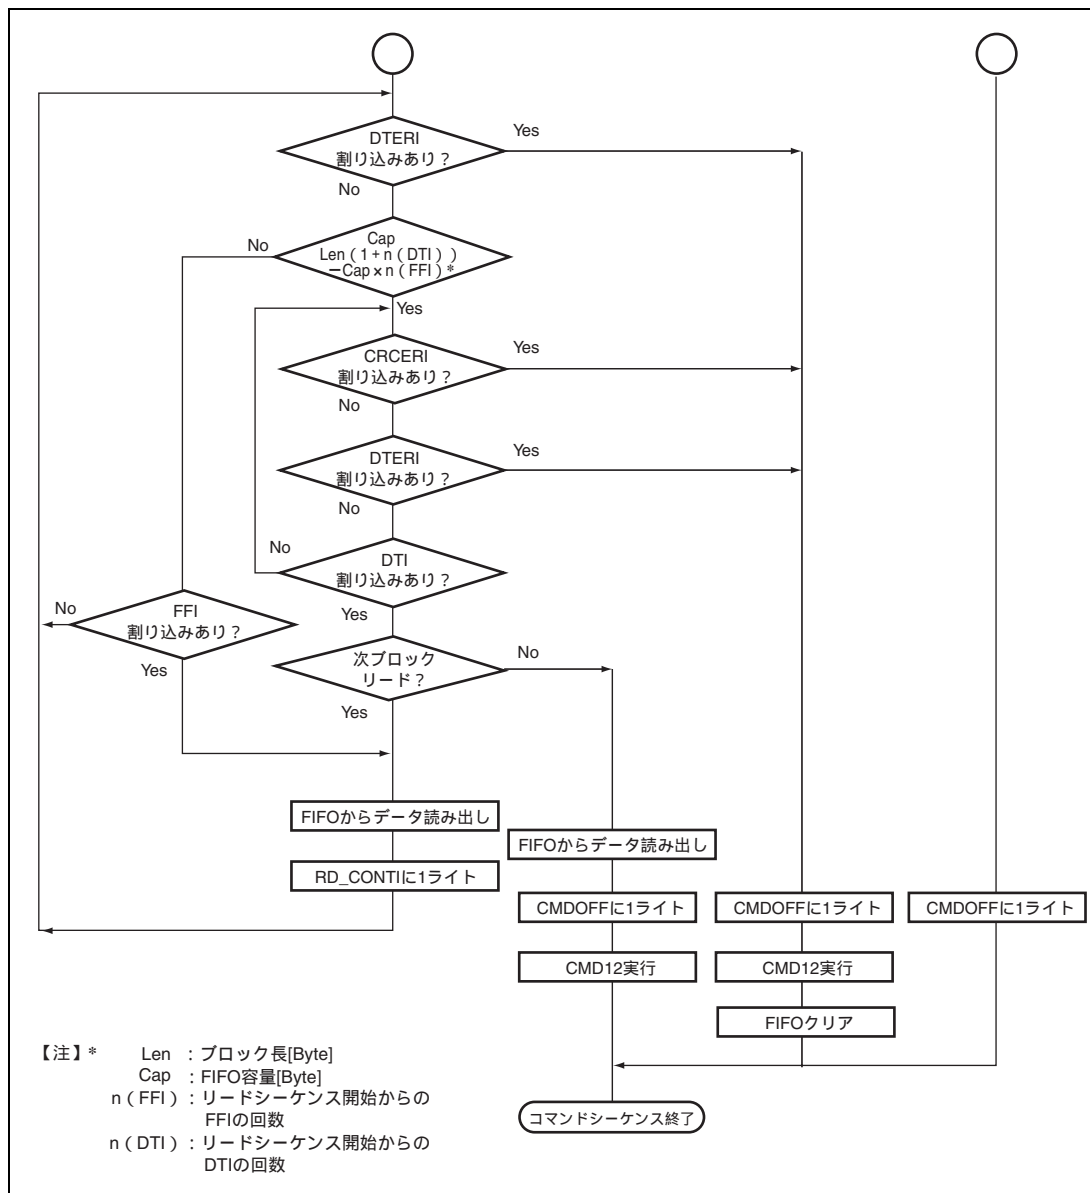 DTERI
割り込みあり？
Yes
No
Cap
Len（1＋n（DTI））
－Cap×n（FFI）*
No
Yes
CRCERI
割り込みあり？
Yes
No
DTERI
割り込みあり？
Yes
No
DTI
割り込みあり？
No
Yes
FFI
割り込みあり？
No
Yes
次ブロック
リード？
No
Yes
FIFOからデータ読み出し
RD_CONTIに1ライト
FIFOからデータ読み出し
CMDOFFに1ライト
CMD12実行
CMDOFFに1ライト
CMD12実行
FIFOクリア
CMDOFFに1ライト
コマンドシーケンス終了
【注】* Len ：ブロック長[Byte]
Cap ：FIFO容量[Byte]
n（FFI）：リードシーケンス開始からの
FFIの回数
n（DTI）：リードシーケンス開始からの
DTIの回数